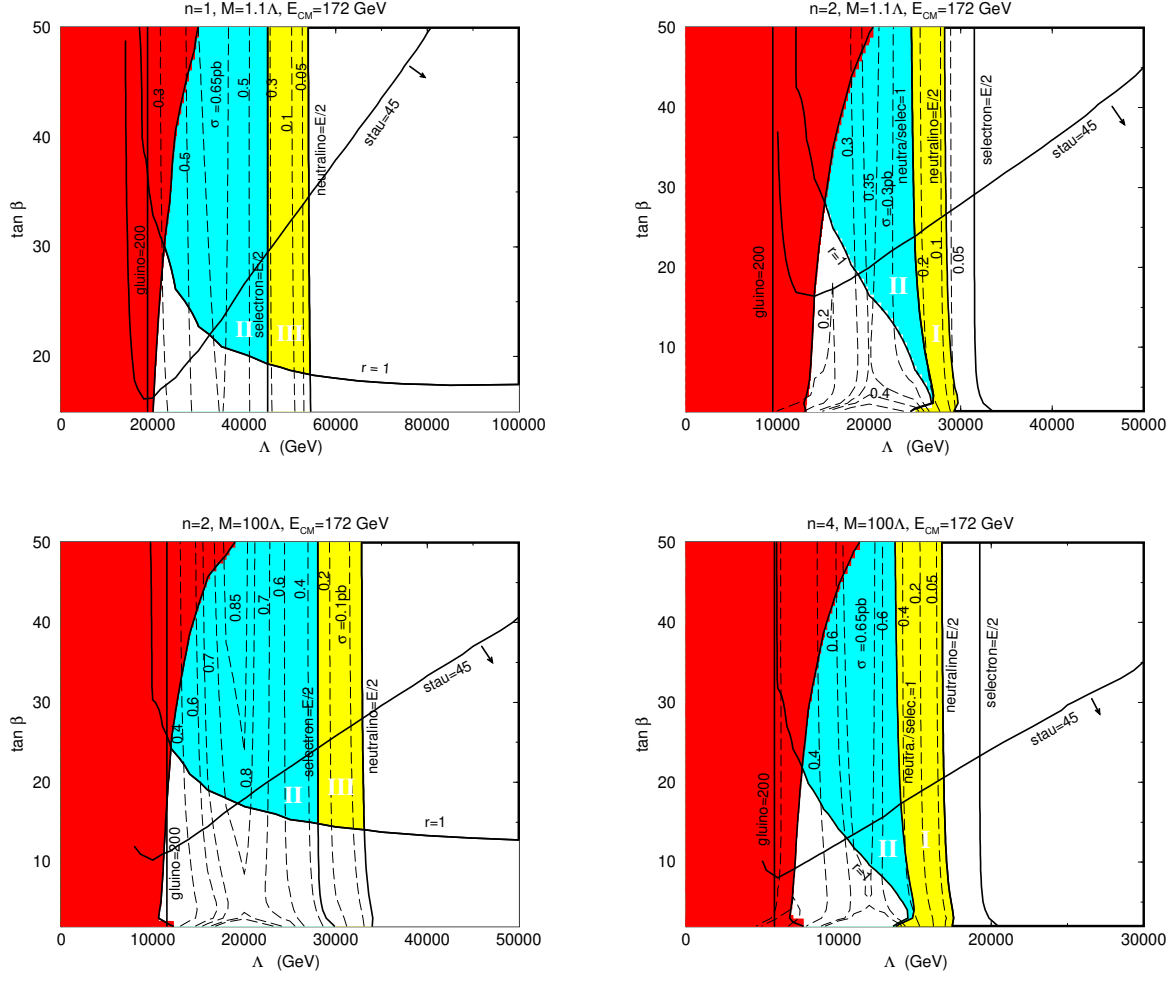 n=1, M=1.1Λ, E_CM=172 GeV
50
40
30
20
tan β
0
20000
40000
60000
80000
100000
Λ (GeV)
gluino=200
0.3
0.5
σ =0.65pb
0.5
0.3
0.1
0.05
neutralino=E/2
selectron=E/2
stau=45
r = 1
II
III
n=2, M=1.1Λ, E_CM=172 GeV
50
40
30
20
10
tan β
0
10000
20000
30000
40000
50000
Λ (GeV)
gluino=200
0.3
0.35
σ=0.3pb
neutra/selec=1
neutralino=E/2
selectron=E/2
stau=45
r=1
0.2
0.2
0.1
0.05
0.4
II
I
n=2, M=100Λ, E_CM=172 GeV
50
40
30
20
10
tan β
0
10000
20000
30000
40000
50000
Λ (GeV)
gluino=200
0.4
0.6
0.7
0.85
0.8
0.7
0.6
0.4
0.2
σ =0.1pb
selectron=E/2
neutralino=E/2
stau=45
r=1
II
III
n=4, M=100Λ, E_CM=172 GeV
50
40
30
20
10
tan β
0
10000
20000
30000
Λ (GeV)
gluino=200
0.4
0.6
σ =0.65pb
0.6
0.4
0.2
0.05
neutra./selec.=1
neutralino=E/2
selectron=E/2
stau=45
r=1
II
I